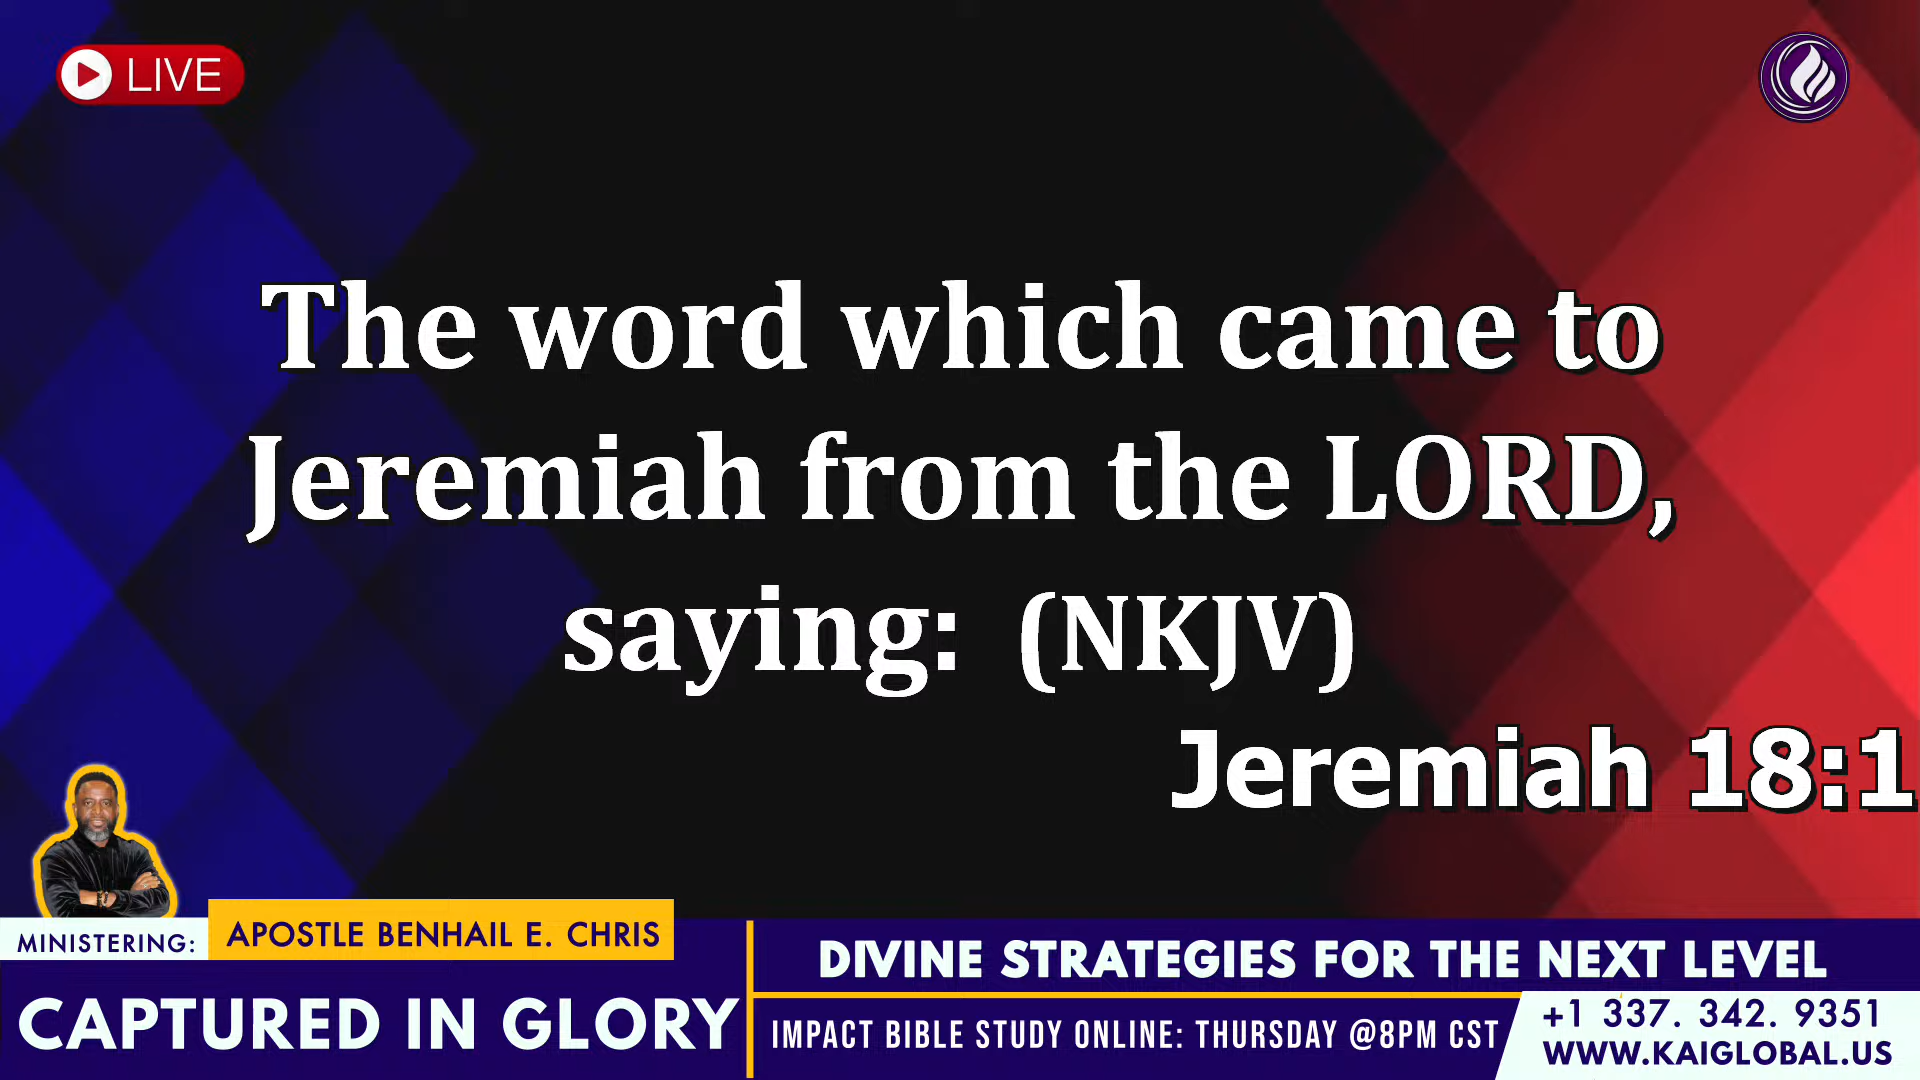 LIVE
The word which came to
Jeremiah from the LORD,
saying:  (NKJV)
Jeremiah 18:1
MINISTERING:
APOSTLE BENHAIL E. CHRIS
CAPTURED IN GLORY
DIVINE STRATEGIES FOR THE NEXT LEVEL
IMPACT BIBLE STUDY ONLINE: THURSDAY @8PM CST
+1 337. 342. 9351
WWW.KAIGLOBAL.US